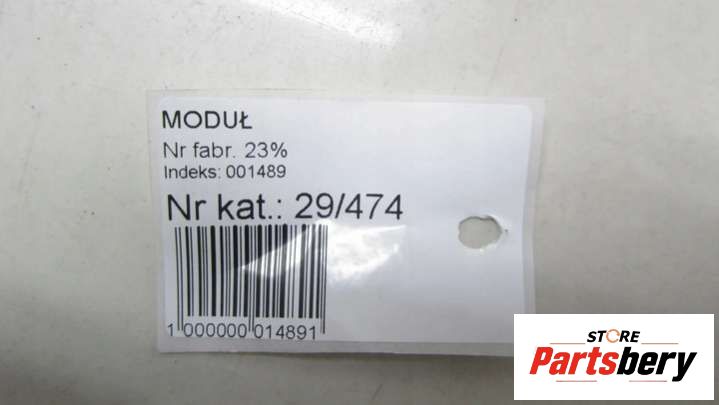 MODUŁ
Nr fabr. 23%
Indeks: 001489
Nr kat.: 29/474
1 000000 014891
STORE
Partsbery